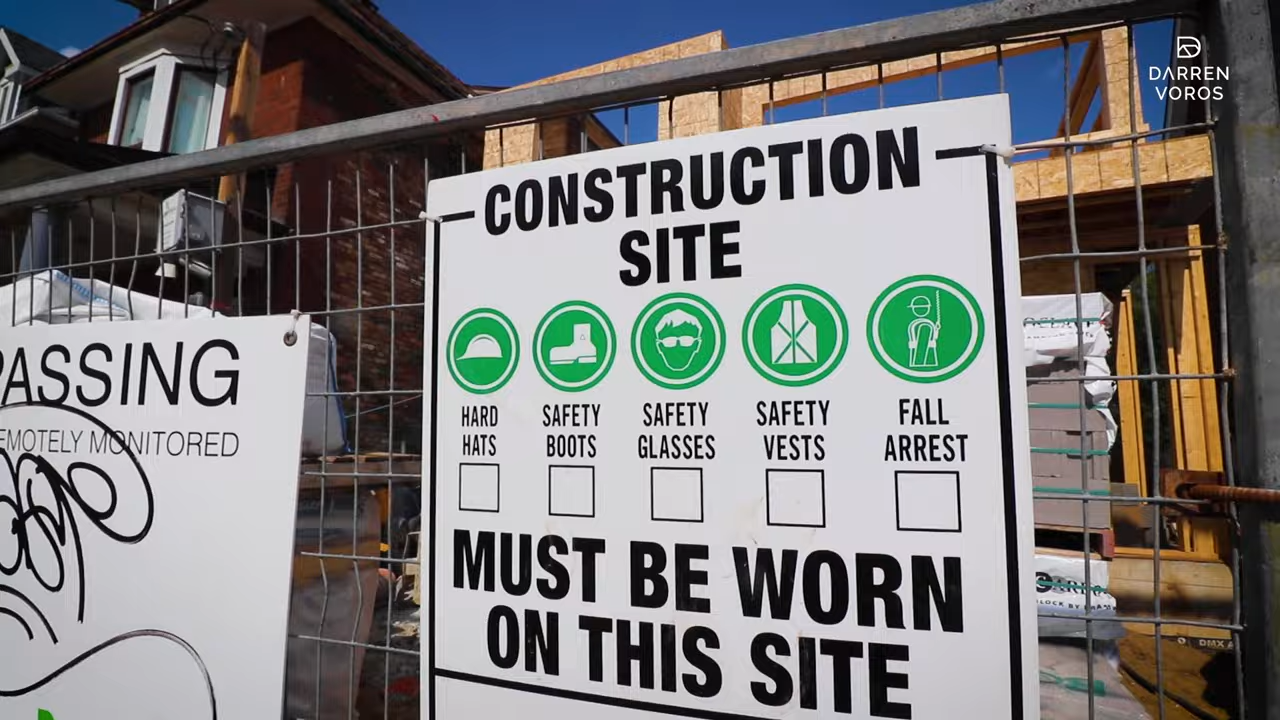 DARREN
VOROS
CONSTRUCTION
SITE
HARD
HATS
SAFETY
BOOTS
SAFETY
GLASSES
SAFETY
VESTS
FALL
ARREST
MUST BE WORN
ON THIS SITE
PASSING
EMOTELY MONITORED